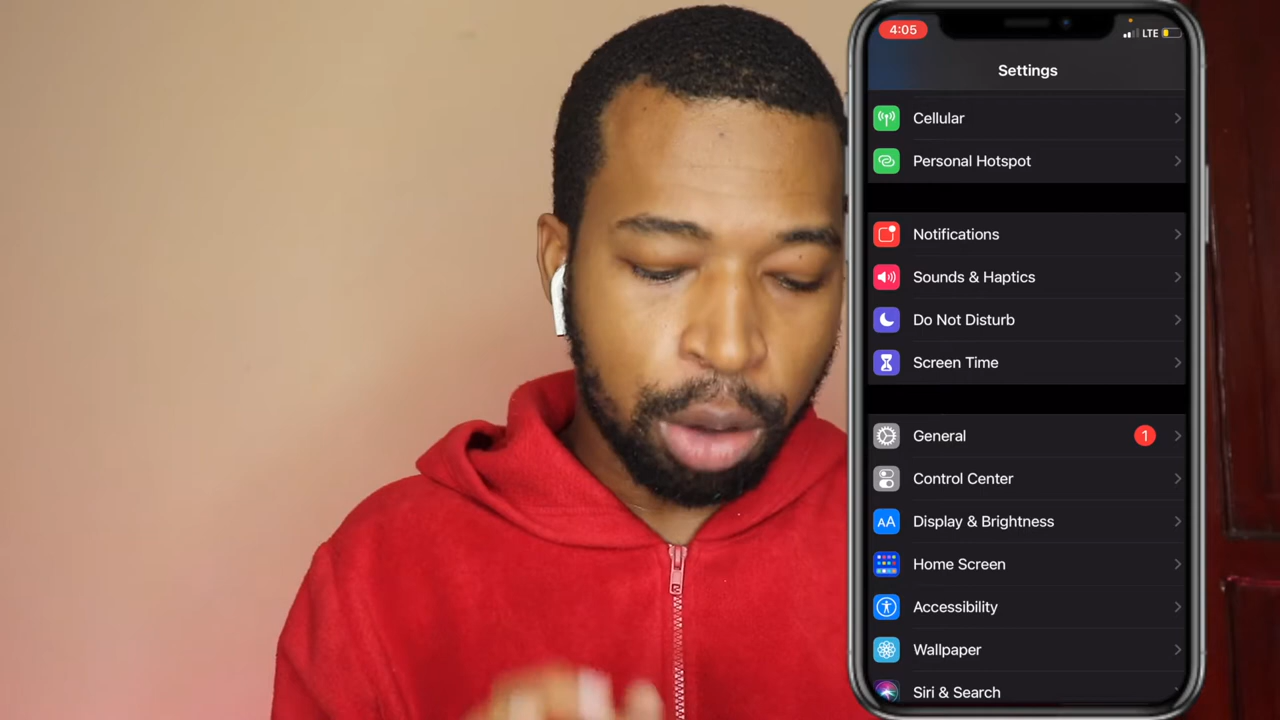 4:05
LTE
Settings
Cellular
Personal Hotspot
Notifications
Sounds & Haptics
Do Not Disturb
Screen Time
General 1
Control Center
AA Display & Brightness
Home Screen
Accessibility
Wallpaper
Siri & Search